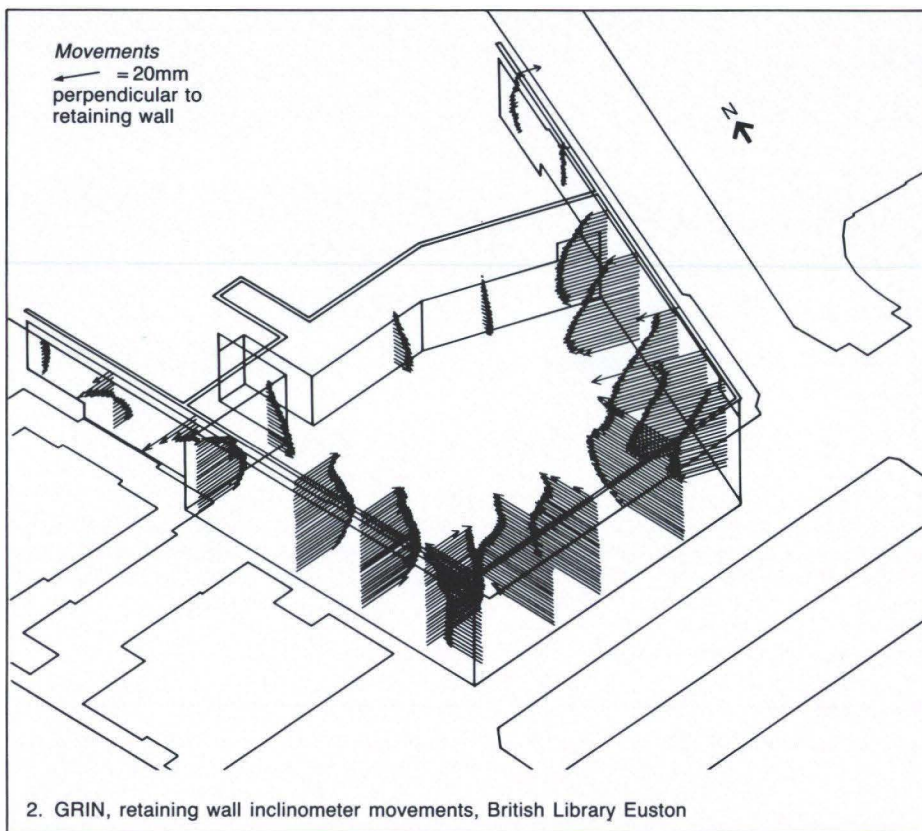 Movements
= 20mm
perpendicular to
retaining wall
N
2. GRIN, retaining wall inclinometer movements, British Library Euston